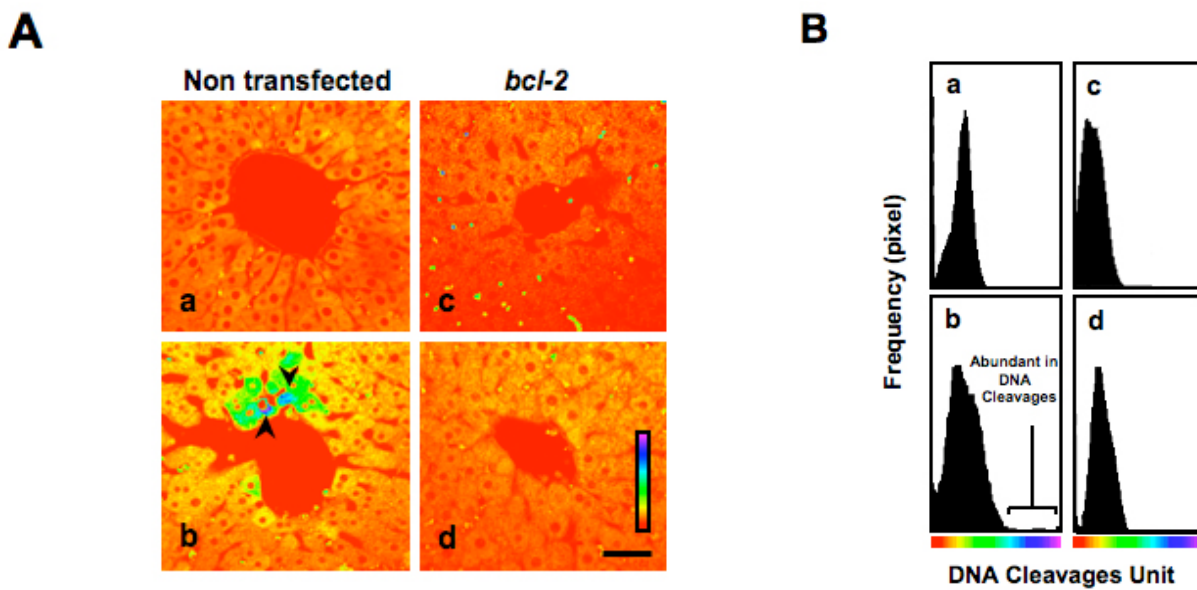 A
B
Non transfected
bcl-2
a
c
b
d
a
c
b
d
Abundant in
DNA
Cleavages
Frequency (pixel)
DNA Cleavages Unit